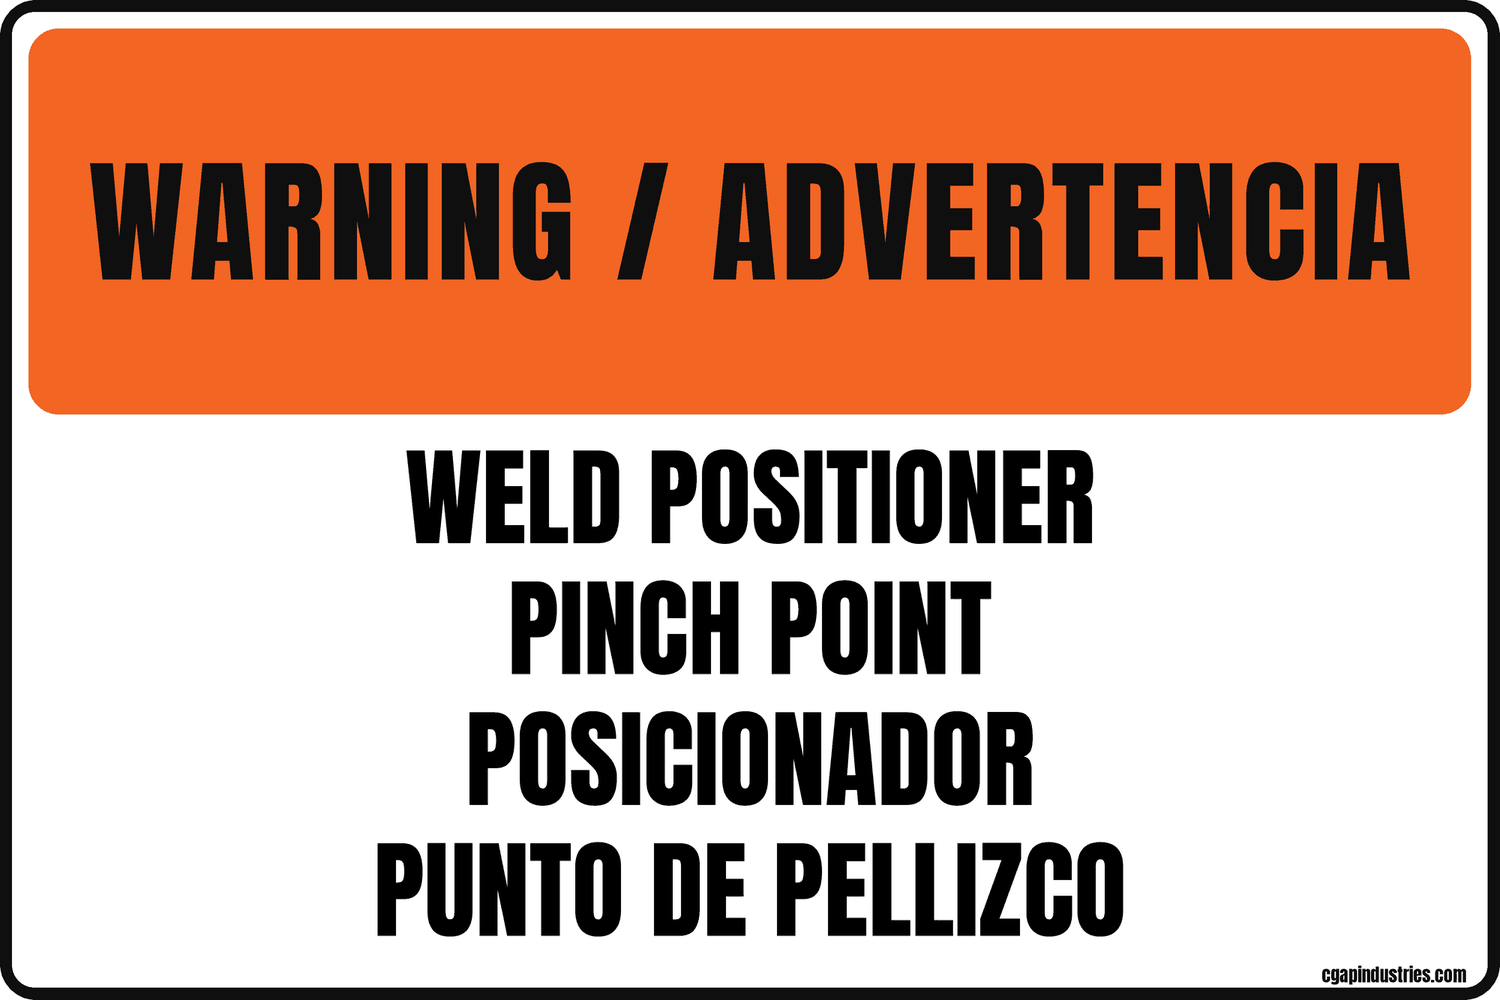 WARNING / ADVERTENCIA
WELD POSITIONER
PINCH POINT
POSICIONADOR
PUNTO DE PELLIZCO
cgapindustries.com